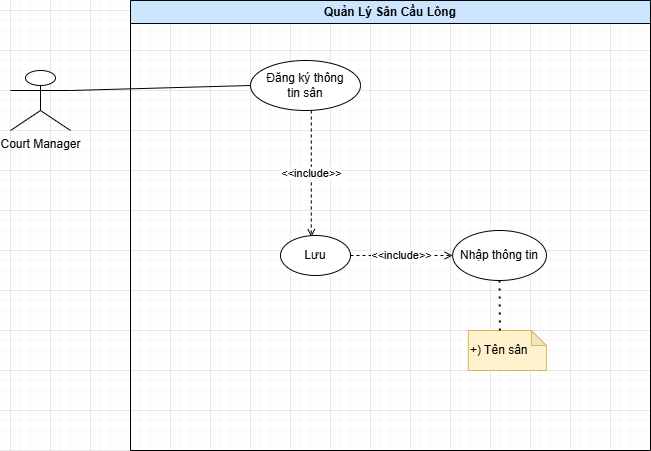 Quản Lý Sân Cầu Lông
Đăng ký thông
tin sân
Court Manager
<<include>>
Lưu
<<include>>
Nhập thông tin
+) Tên sân